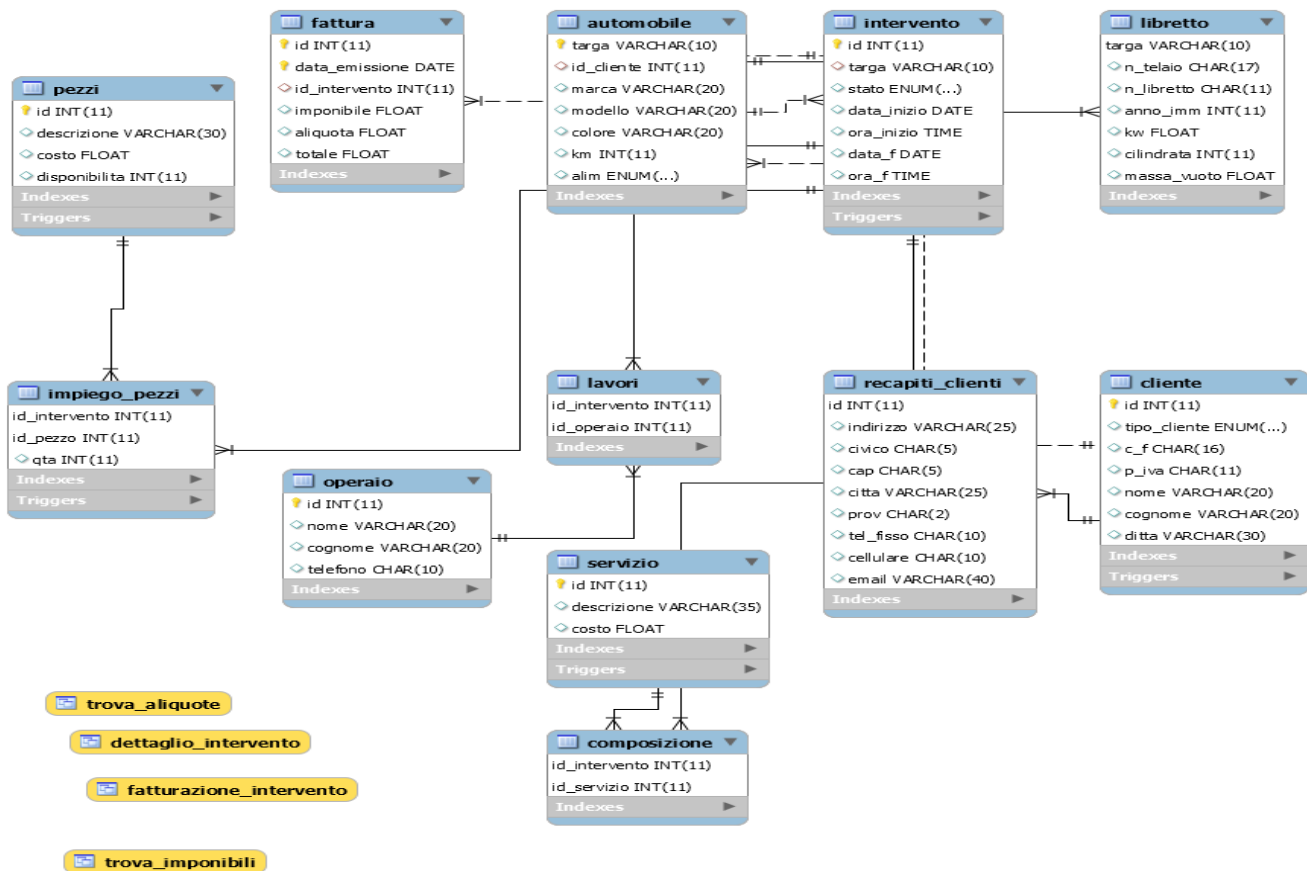 fattura
id INT(11)
data_emissione DATE
id_intervento INT(11)
imponibile FLOAT
aliquota FLOAT
totale FLOAT
Indexes
automobile
targa VARCHAR(10)
id_cliente INT(11)
marca VARCHAR(20)
modello VARCHAR(20)
colore VARCHAR(20)
km INT(11)
alim ENUM(...)
Indexes
intervento
id INT(11)
targa VARCHAR(10)
stato ENUM(...)
data_inizio DATE
ora_inizio TIME
data_f DATE
ora_f TIME
Indexes
libretto
targa VARCHAR(10)
n_telaio CHAR(17)
n_libretto CHAR(11)
anno_imm INT(11)
kw FLOAT
cilindrata INT(11)
massa_vuoto FLOAT
Indexes
pezzi
id INT(11)
descrizione VARCHAR(30)
costo FLOAT
disponibilita INT(11)
Indexes
Triggers
impiego_pezzi
id_intervento INT(11)
id_pezzo INT(11)
qta INT(11)
Indexes
Triggers
operaio
id INT(11)
nome VARCHAR(20)
cognome VARCHAR(20)
telefono CHAR(10)
Indexes
lavori
id_intervento INT(11)
id_operaio INT(11)
Indexes
recapiti_clienti
id INT(11)
indirizzo VARCHAR(25)
civico CHAR(5)
cap CHAR(5)
citta VARCHAR(25)
prov CHAR(2)
tel_fisso CHAR(10)
cellulare CHAR(10)
email VARCHAR(40)
Indexes
cliente
id INT(11)
tipo_cliente ENUM(...)
c_f CHAR(16)
p_iva CHAR(11)
nome VARCHAR(20)
cognome VARCHAR(20)
ditta VARCHAR(30)
Indexes
Triggers
servizio
id INT(11)
descrizione VARCHAR(35)
costo FLOAT
Indexes
Triggers
composizione
id_intervento INT(11)
id_servizio INT(11)
Indexes
trova_aliquote
dettaglio_intervento
fatturazione_intervento
trova_imponibili